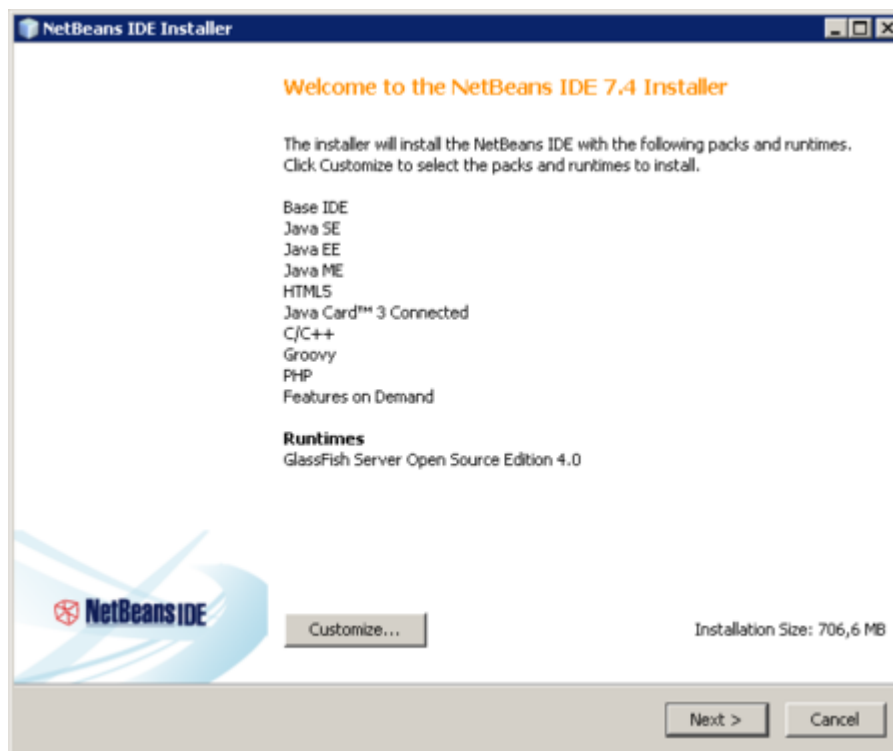 NetBeans IDE Installer
Welcome to the NetBeans IDE 7.4 Installer
The installer will install the NetBeans IDE with the following packs and runtimes.
Click Customize to select the packs and runtimes to install.
Base IDE
Java SE
Java EE
Java ME
HTML5
Java Card™ 3 Connected
C/C++
Groovy
PHP
Features on Demand
Runtimes
GlassFish Server Open Source Edition 4.0
NetBeans IDE
Customize...
Installation Size: 706,6 MB
Next >
Cancel